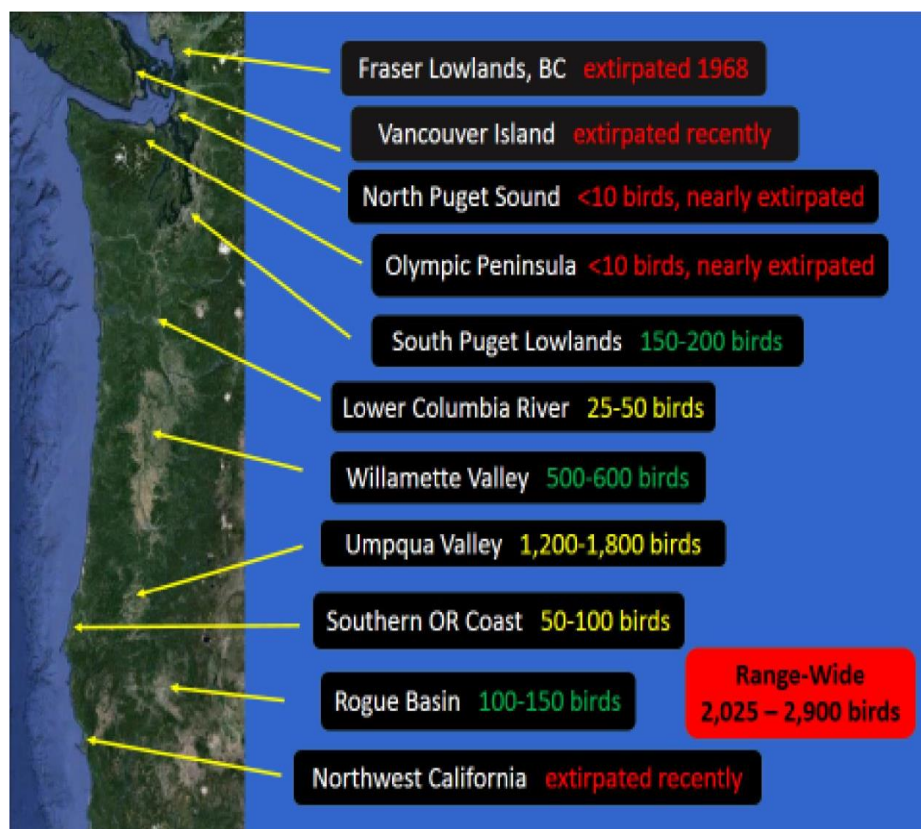 Fraser Lowlands, BC extirpated 1968
Vancouver Island extirpated recently
North Puget Sound <10 birds, nearly extirpated
Olympic Peninsula <10 birds, nearly extirpated
South Puget Lowlands 150-200 birds
Lower Columbia River 25-50 birds
Willamette Valley 500-600 birds
Umpqua Valley 1,200-1,800 birds
Southern OR Coast 50-100 birds
Rogue Basin 100-150 birds
Range-Wide
2,025 – 2,900 birds
Northwest California extirpated recently